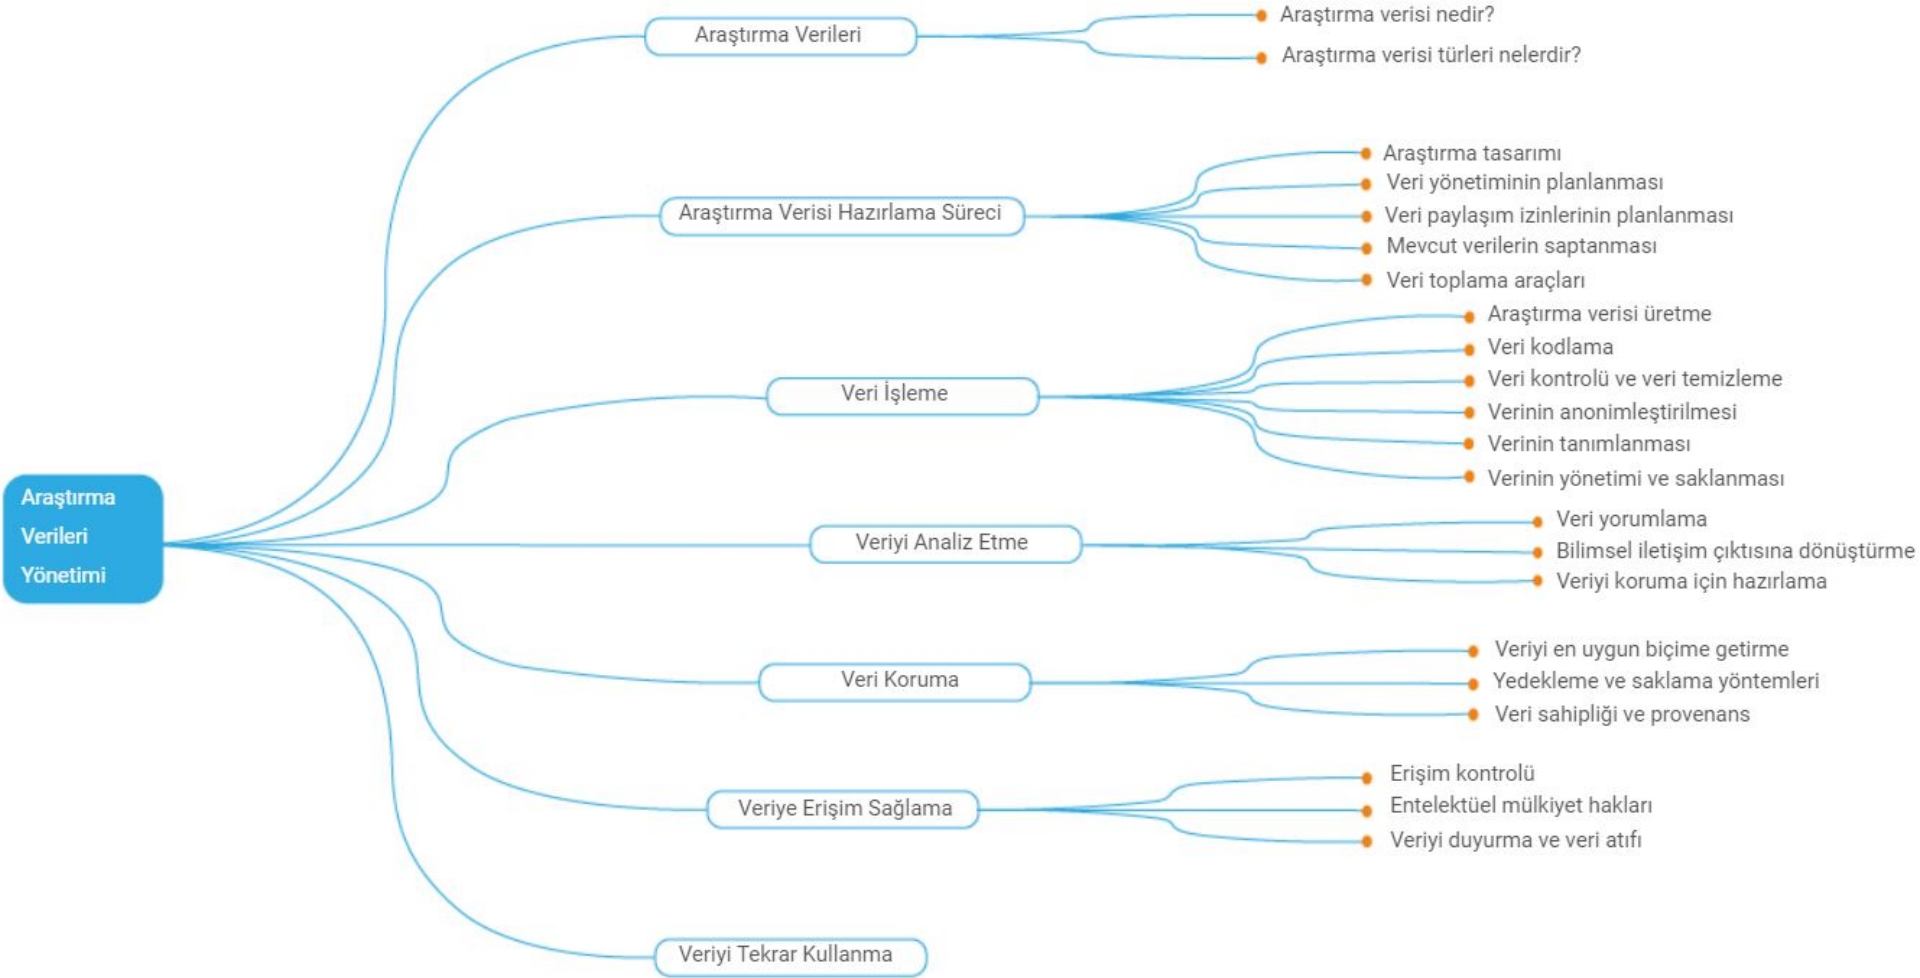 Araştırma
Verileri
Yönetimi
Araştırma Verileri
Araştırma verisi nedir?
Araştırma verisi türleri nelerdir?
Araştırma Verisi Hazırlama Süreci
Araştırma tasarımı
Veri yönetiminin planlanması
Veri paylaşım izinlerinin planlanması
Mevcut verilerin saptanması
Veri toplama araçları
Veri İşleme
Araştırma verisi üretme
Veri kodlama
Veri kontrolü ve veri temizleme
Verinin anonimleştirilmesi
Verinin tanımlanması
Verinin yönetimi ve saklanması
Veriyi Analiz Etme
Veri yorumlama
Bilimsel iletişim çıktısına dönüştürme
Veriyi koruma için hazırlama
Veri Koruma
Veriyi en uygun biçime getirme
Yedekleme ve saklama yöntemleri
Veri sahipliği ve provenans
Veriye Erişim Sağlama
Erişim kontrolü
Entelektüel mülkiyet hakları
Veriyi duyurma ve veri atıfı
Veriyi Tekrar Kullanma